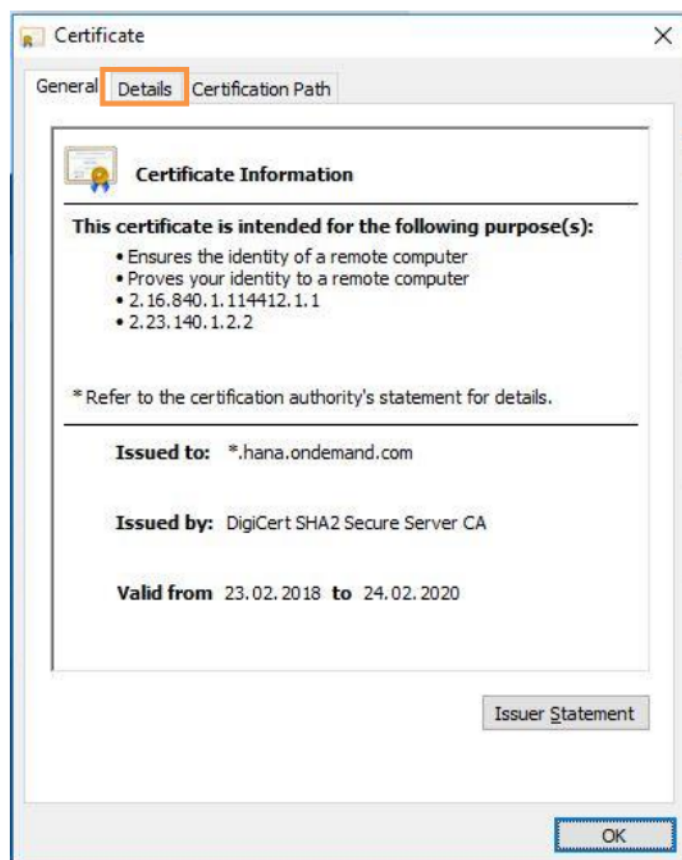 Certificate
General Details Certification Path
Certificate Information
This certificate is intended for the following purpose(s):
• Ensures the identity of a remote computer
• Proves your identity to a remote computer
• 2.16.840.1.114412.1.1
• 2.23.140.1.2.2
* Refer to the certification authority's statement for details.
Issued to: *.hana.ondemand.com
Issued by: DigiCert SHA2 Secure Server CA
Valid from 23.02.2018 to 24.02.2020
Issuer Statement
OK